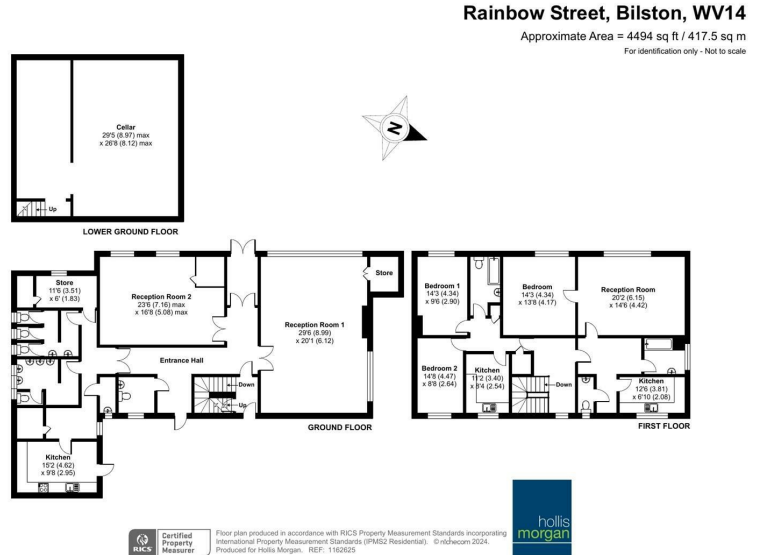 Rainbow Street, Bilston, WV14
Approximate Area = 4494 sq ft / 417.5 sq m
For identification only - Not to scale
Cellar
29'5 (8.97) max
x 26'8 (8.12) max
Up
LOWER GROUND FLOOR
N
Store
11'6 (3.51)
x 6' (1.83)
Reception Room 2
23'6 (7.16) max
x 16'8 (5.08) max
Store
Reception Room 1
29'6 (8.99)
x 20'1 (6.12)
Entrance Hall
Down
Up
Kitchen
15'2 (4.62)
x 9'8 (2.95)
GROUND FLOOR
Bedroom 1
14'3 (4.34)
x 9'6 (2.90)
Bedroom
14'3 (4.34)
x 13'8 (4.17)
Reception Room
20'2 (6.15)
x 14'6 (4.42)
Bedroom 2
14'8 (4.47)
x 8'8 (2.64)
Kitchen
11'2 (3.40)
x 8'4 (2.54)
Down
Kitchen
12'6 (3.81)
x 6'10 (2.08)
FIRST FLOOR
RICS
Certified
Property
Measurer
Floor plan produced in accordance with RICS Property Measurement Standards incorporating
International Property Measurement Standards (IPMS2 Residential). © nichecom 2024.
Produced for Hollis Morgan. REF: 1162625
hollis
morgan